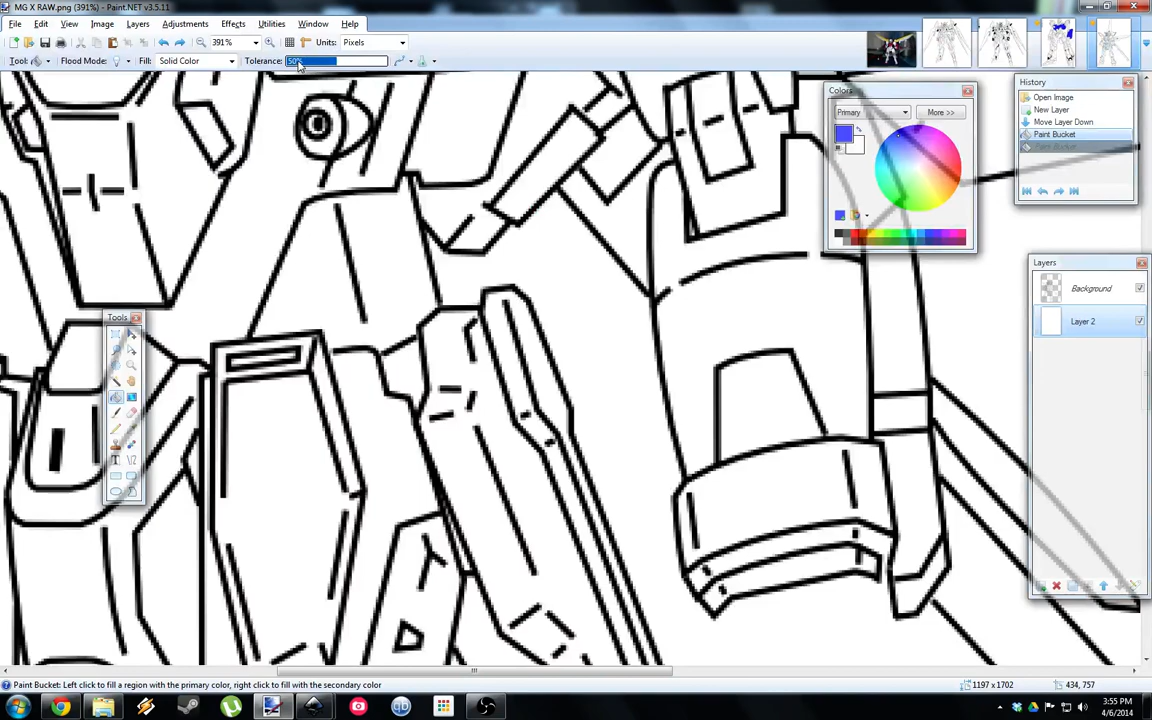 MG X RAW.png (391%) - Paint.NET v3.5.11
File Edit View Image Layers Adjustments Effects Utilities Window Help
391% Units: Pixels
Tool: Flood Mode: Fill: Solid Color Tolerance: 50%
Colors
Primary More >>
History
Open Image
New Layer
Move Layer Down
Paint Bucket
Paint Bucket
Layers
Background
Layer 2
Tools
T
Paint Bucket: Left click to fill a region with the primary color, right click to fill with the secondary color
1197 x 1702 434, 757
3:55 PM
4/6/2014